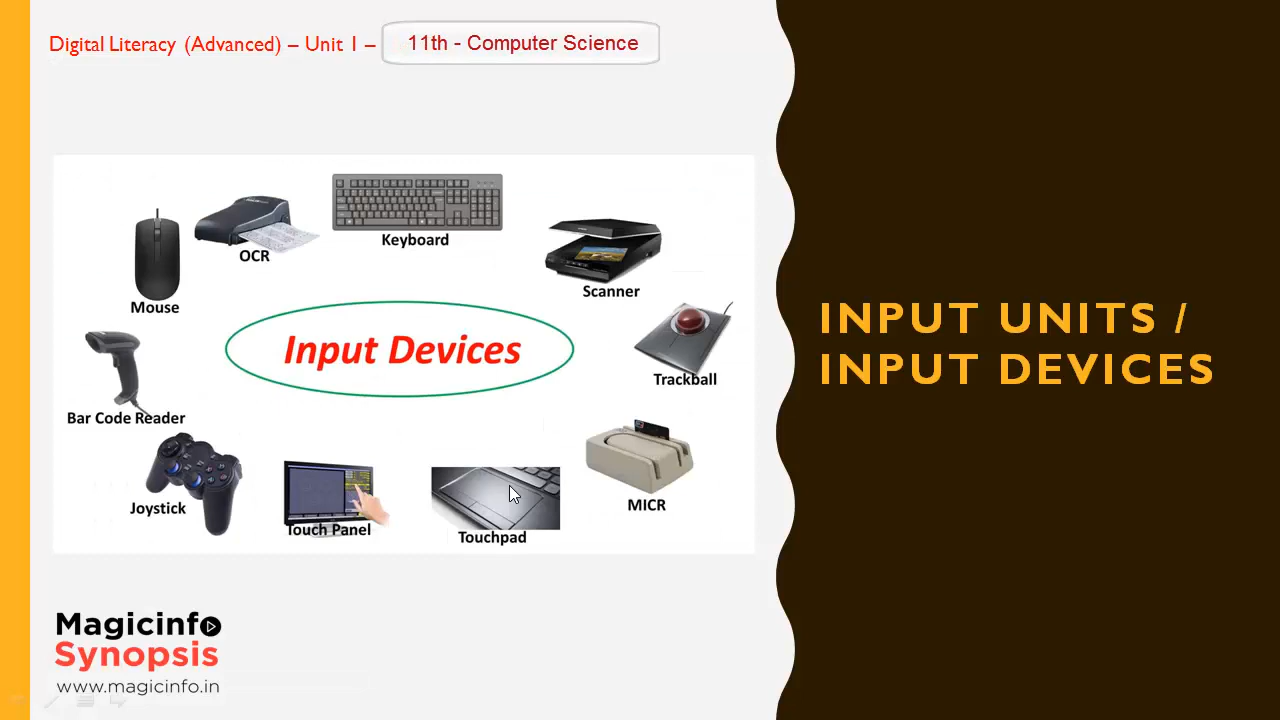 Digital Literacy (Advanced) – Unit 1 – 11th - Computer Science
Keyboard
OCR
Scanner
Mouse
Input Devices
Trackball
Bar Code Reader
MICR
Joystick
Touch Panel
Touchpad
INPUT UNITS /
INPUT DEVICES
Magicinfo
Synopsis
www.magicinfo.in